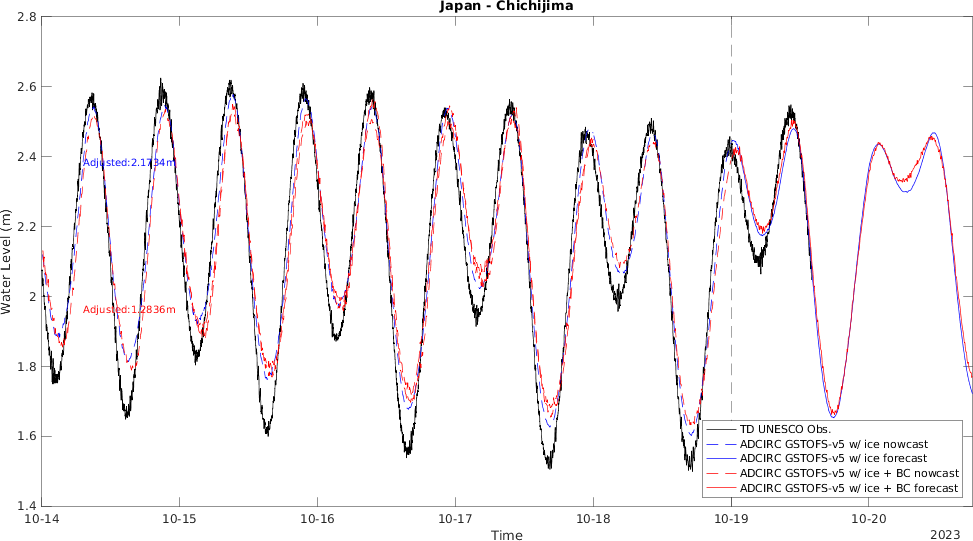 Japan - Chichijima
2.8
2.6
2.4
2.2
2
1.8
1.6
1.4
Water Level (m)
Adjusted:2.1734m
Adjusted:1.2836m
TD UNESCO Obs.
ADCIRC GSTOFS-v5 w/ ice nowcast
ADCIRC GSTOFS-v5 w/ ice forecast
ADCIRC GSTOFS-v5 w/ ice + BC nowcast
ADCIRC GSTOFS-v5 w/ ice + BC forecast
10-14 10-15 10-16 10-17 10-18 10-19 10-20
Time
2023